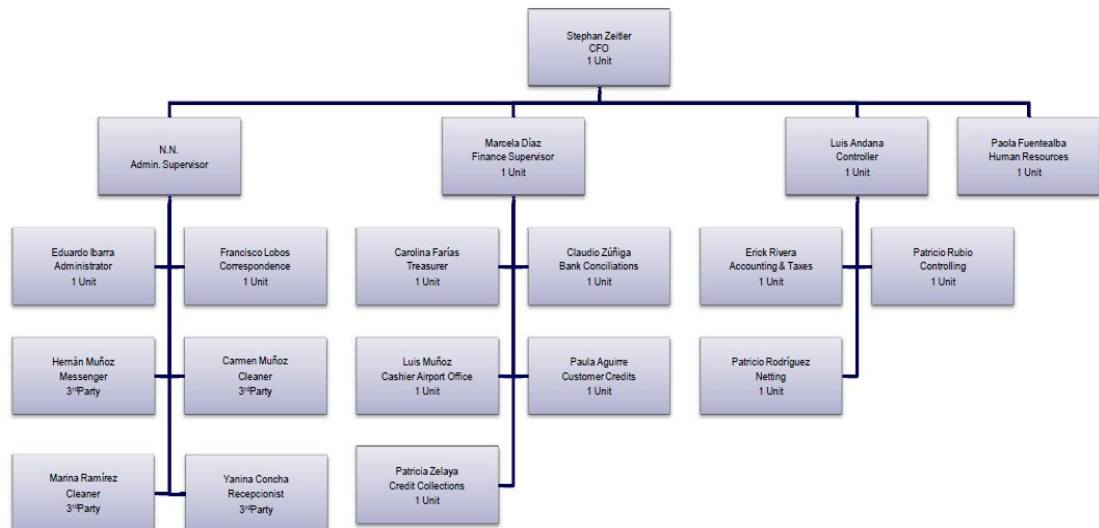 Stephan Zeitler
CFO
1 Unit
N.N.
Admin. Supervisor
Marcela Díaz
Finance Supervisor
1 Unit
Luis Andana
Controller
1 Unit
Paola Fuentealba
Human Resources
1 Unit
Eduardo Ibarra
Administrator
1 Unit
Francisco Lobos
Correspondence
1 Unit
Carolina Farías
Treasurer
1 Unit
Claudio Zúñiga
Bank Conciliations
1 Unit
Erick Rivera
Accounting & Taxes
1 Unit
Patricio Rubio
Controlling
1 Unit
Hernán Muñoz
Messenger
3rdParty
Carmen Muñoz
Cleaner
3rdParty
Luis Muñoz
Cashier Airport Office
1 Unit
Paula Aguirre
Customer Credits
1 Unit
Patricio Rodríguez
Netting
1 Unit
Marina Ramírez
Cleaner
3rdParty
Yanina Concha
Recepcionist
3rdParty
Patricia Zelaya
Credit Collections
1 Unit